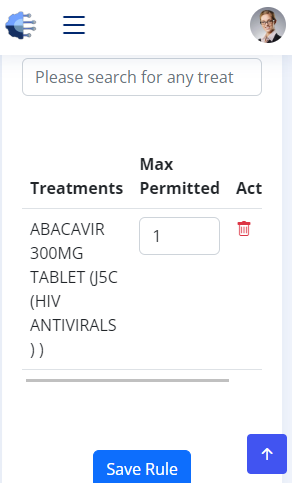 Please search for any treat
Max
Treatments Permitted Act
ABACAVIR 1
300MG
TABLET (J5C
(HIV
ANTIVIRALS
) )
Save Rule